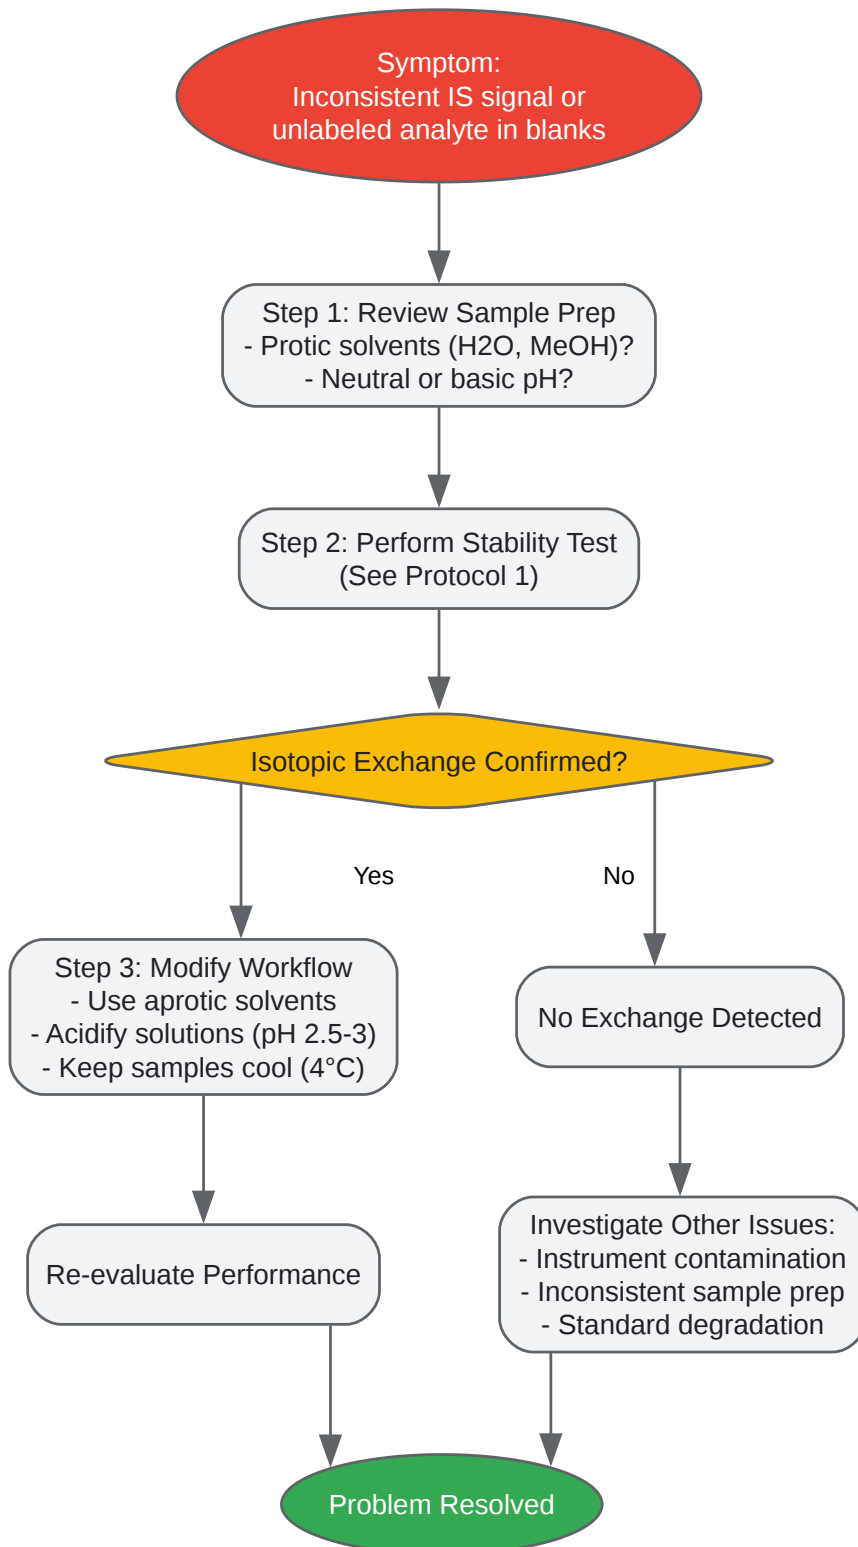 Symptom:
Inconsistent IS signal or
unlabeled analyte in blanks
Step 1: Review Sample Prep
- Protic solvents (H2O, MeOH)?
- Neutral or basic pH?
Step 2: Perform Stability Test
(See Protocol 1)
Isotopic Exchange Confirmed?
Yes
No
Step 3: Modify Workflow
- Use aprotic solvents
- Acidify solutions (pH 2.5-3)
- Keep samples cool (4°C)
No Exchange Detected
Re-evaluate Performance
Investigate Other Issues:
- Instrument contamination
- Inconsistent sample prep
- Standard degradation
Problem Resolved